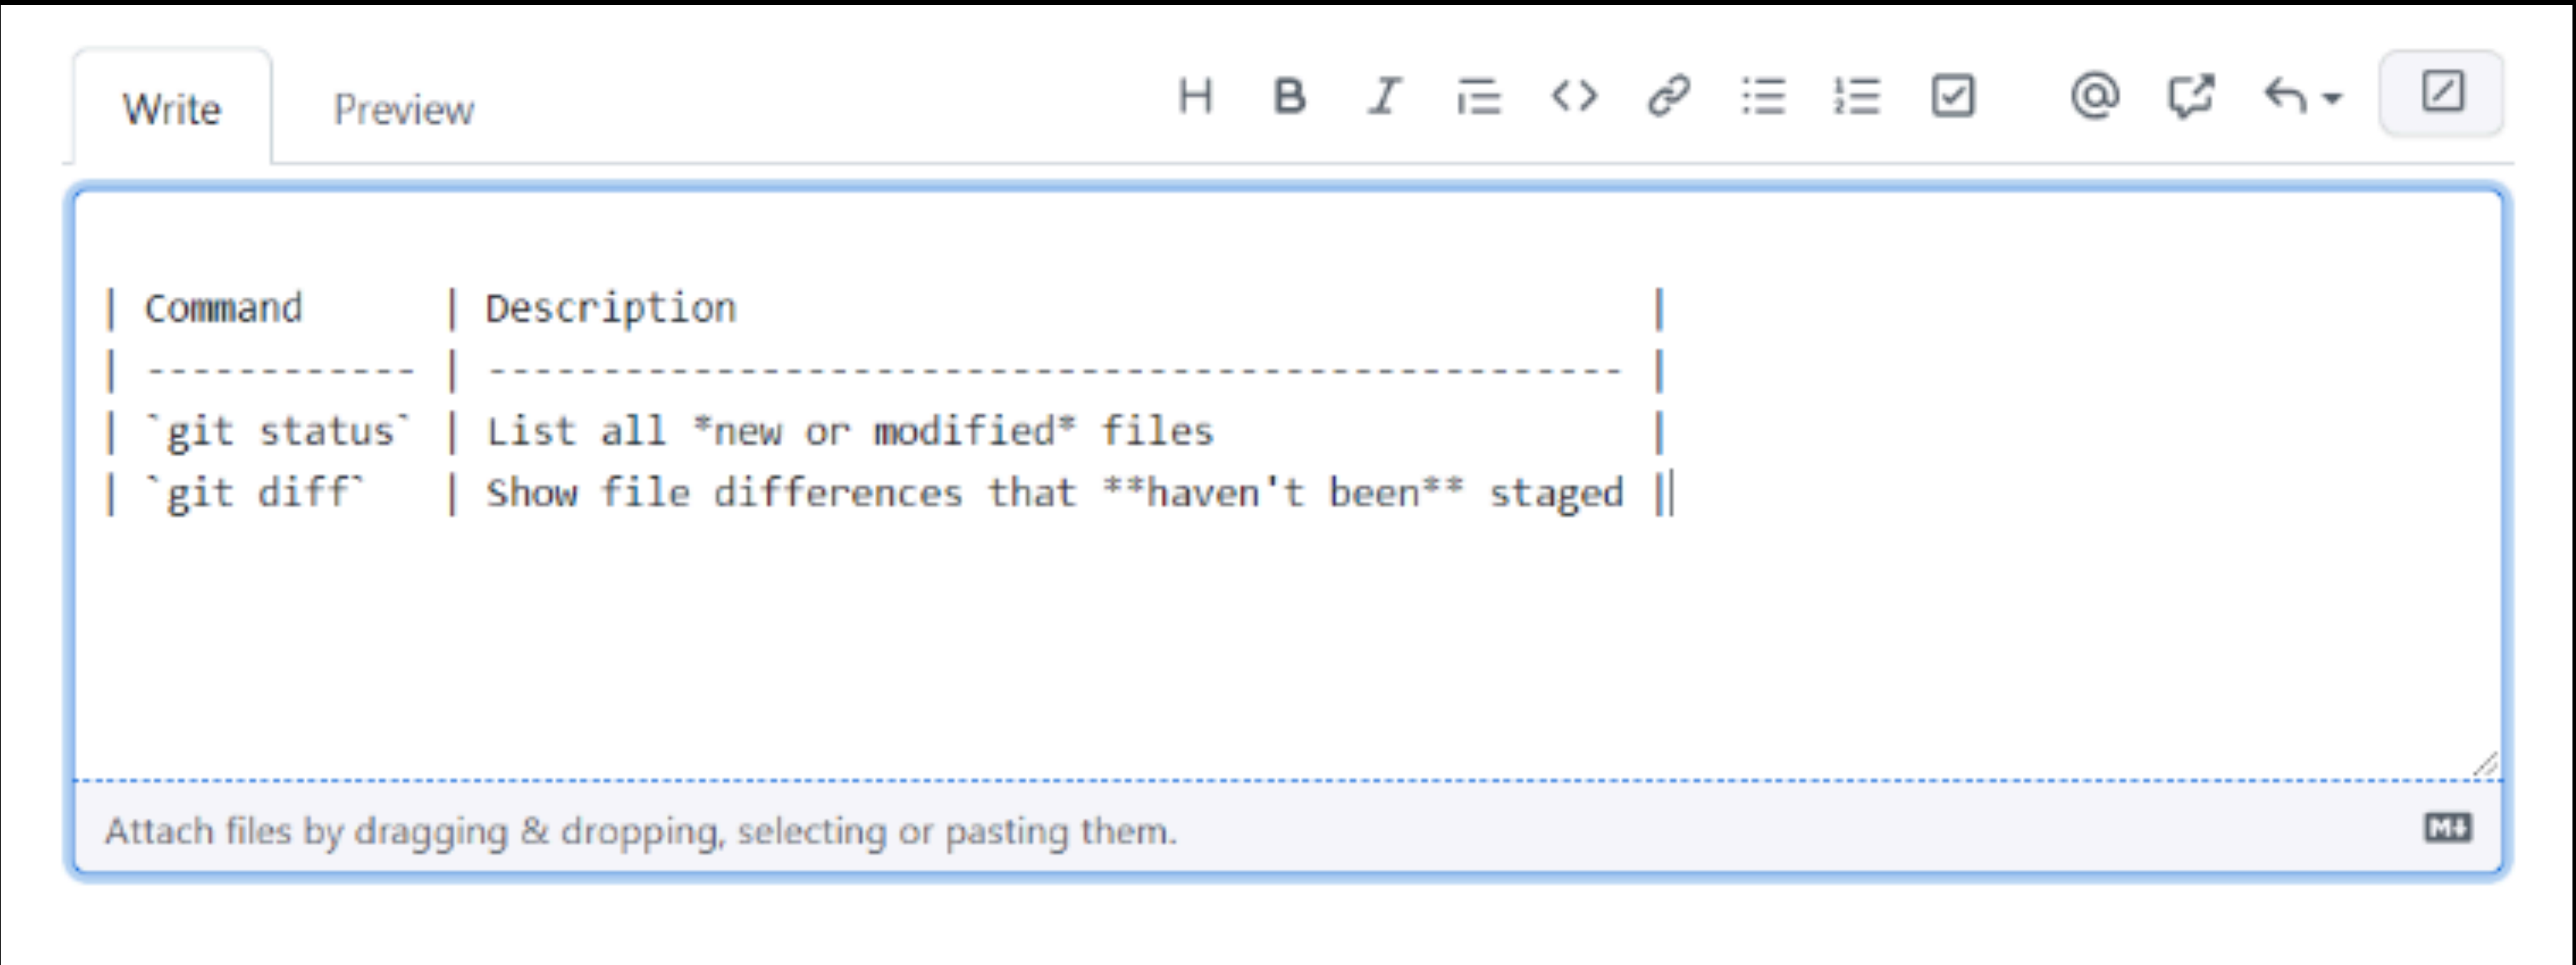 Write Preview H B I @
| Command      | Description                                        |
| ------------ | -------------------------------------------------- |
| `git status` | List all *new or modified* files                   |
| `git diff`   | Show file differences that **haven't been** staged |
Attach files by dragging & dropping, selecting or pasting them. M↓